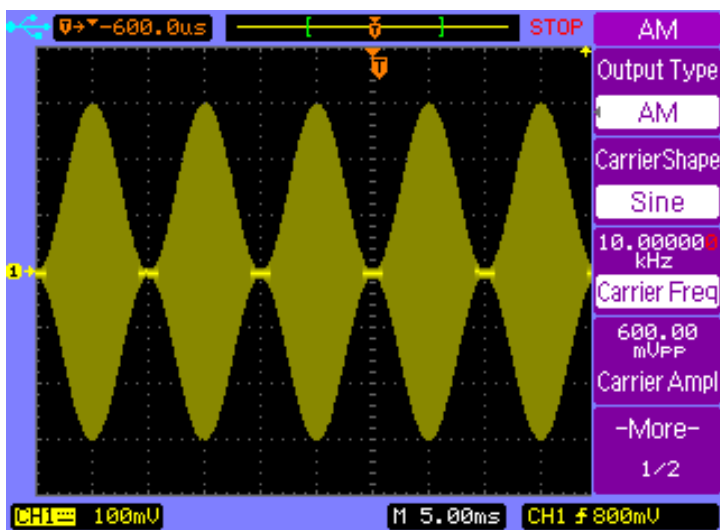 T→▼-600.0us
T
STOP
AM
T
Output Type
AM
CarrierShape
Sine
10.000000
kHz
Carrier Freq
600.00
mVPP
Carrier Ampl
-More-
1/2
1
CH1 100mV
M 5.00ms
CH1 800mV